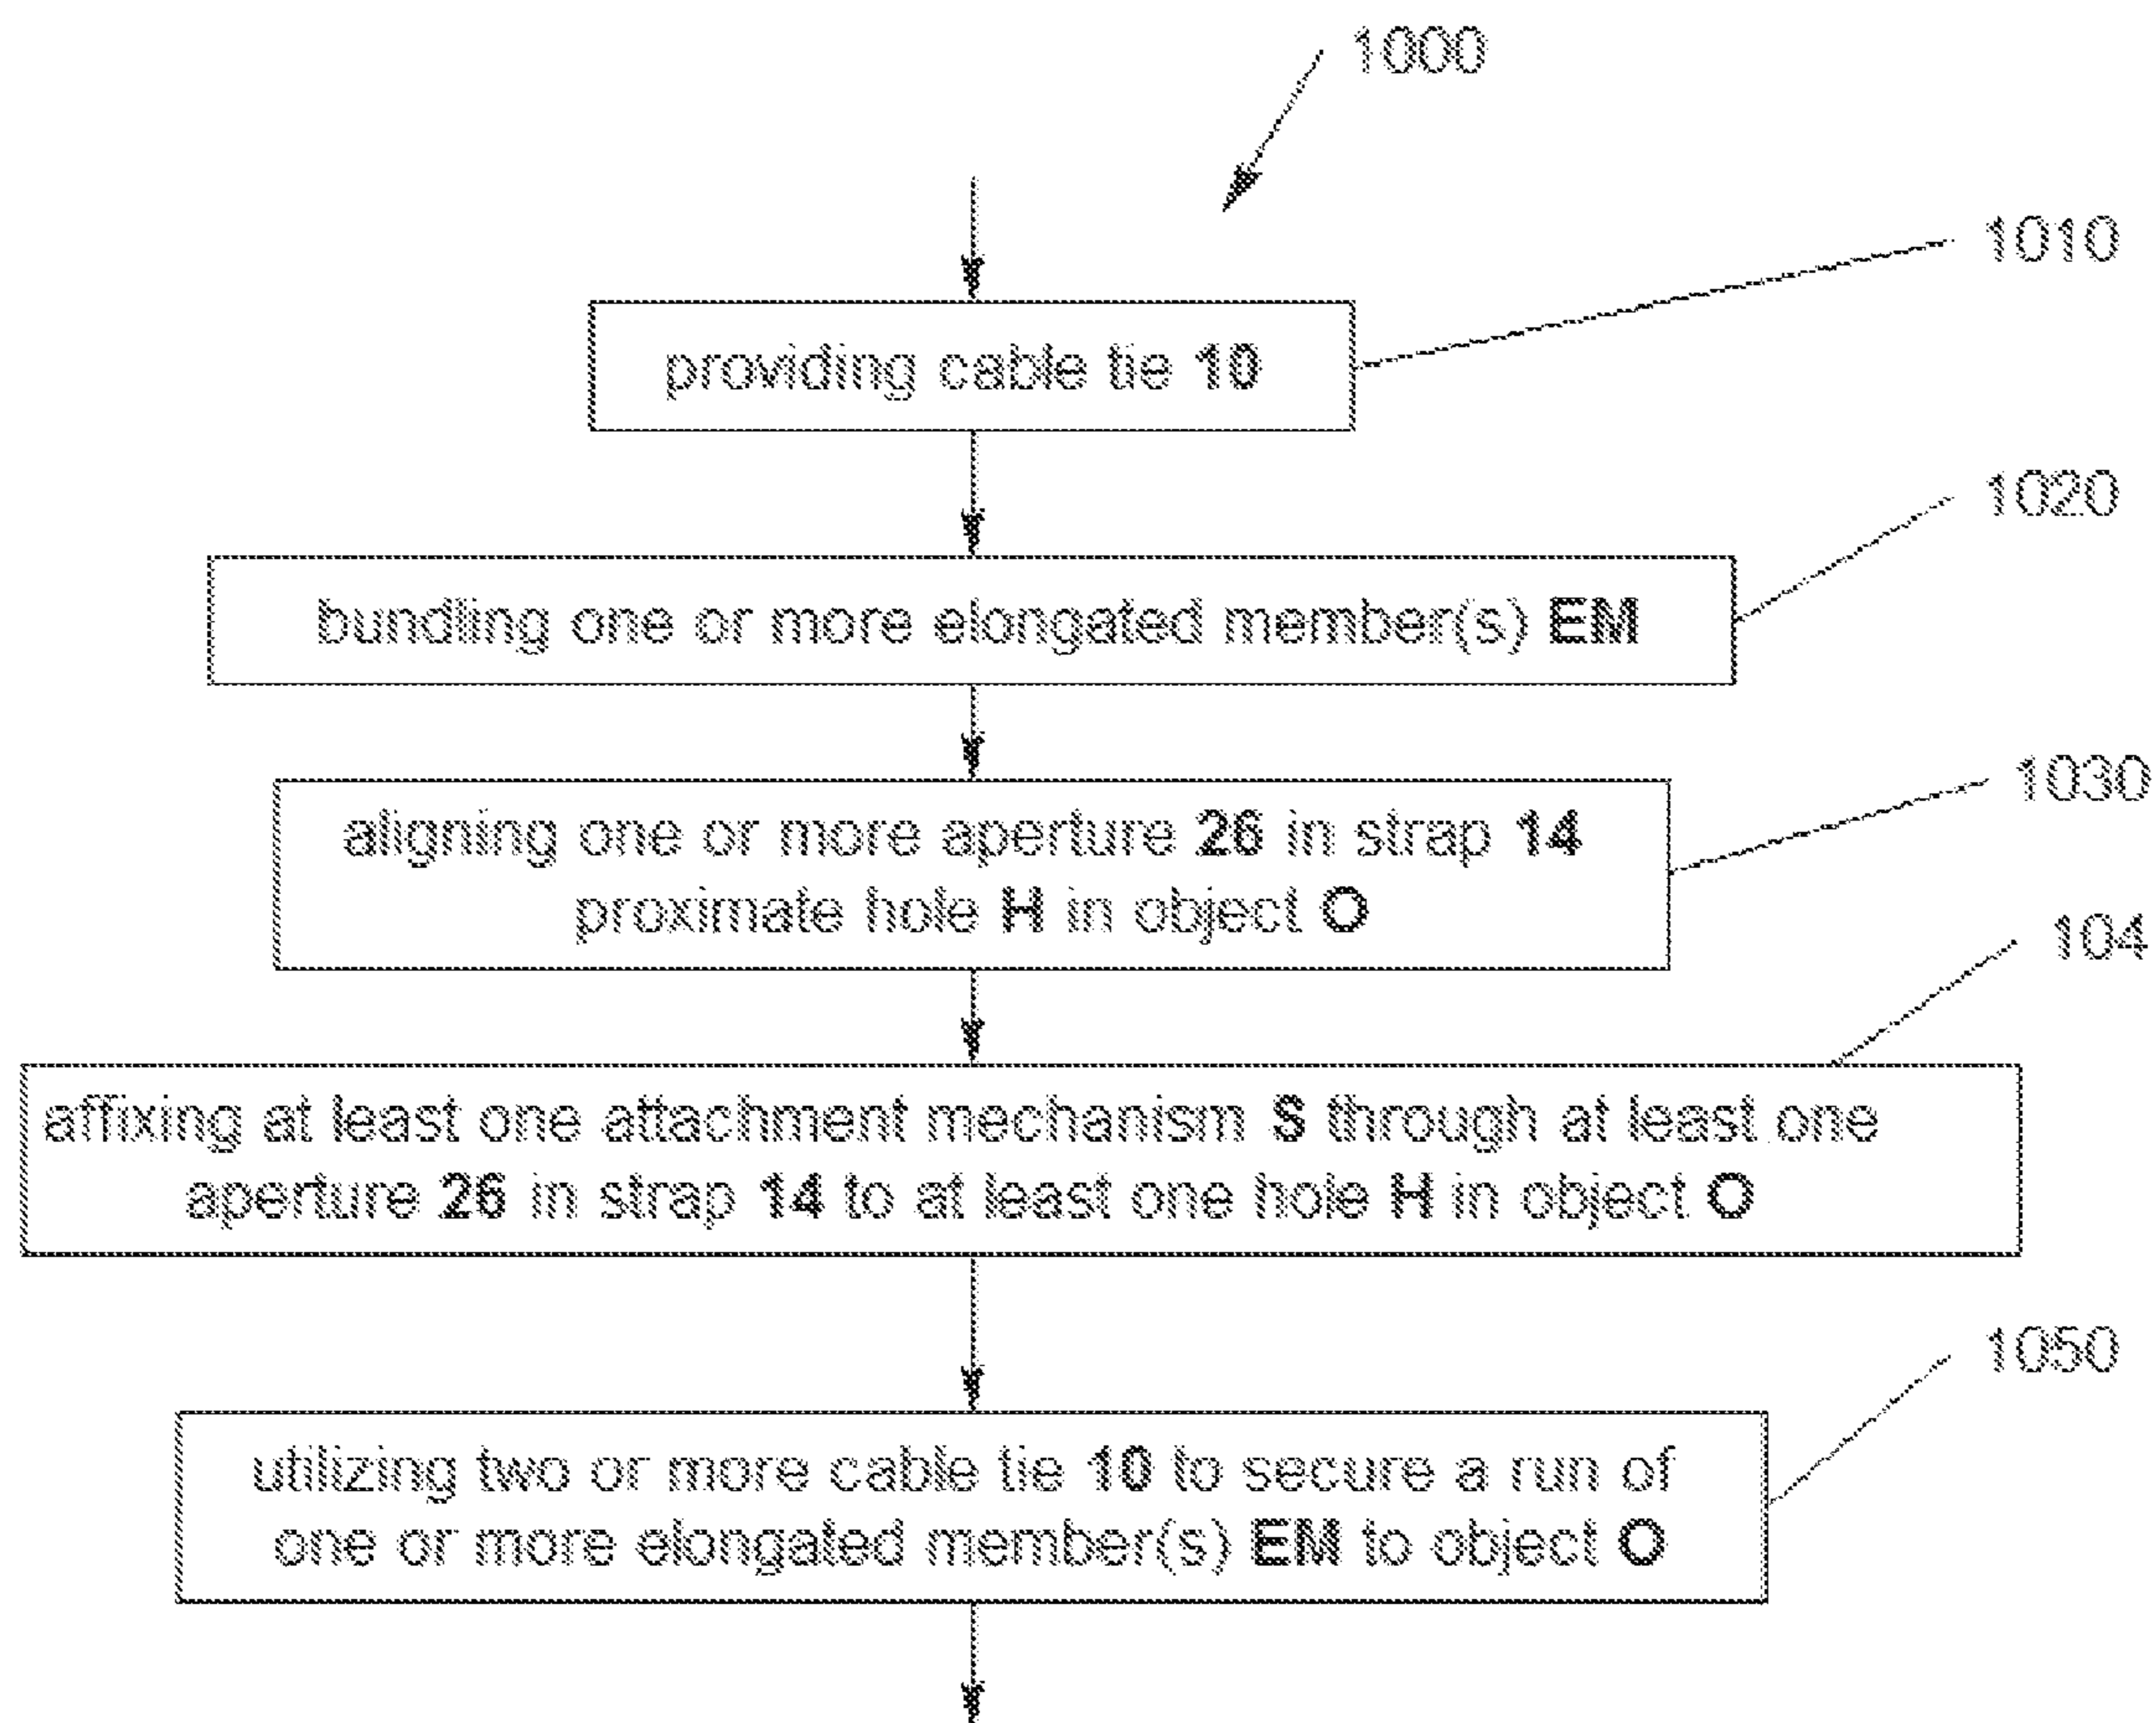 1000
1010
providing cable tie 10
1020
bundling one or more elongated member(s) EM
1030
aligning one or more aperture 26 in strap 14
proximate hole H in object O
104
affixing at least one attachment mechanism S through at least one
aperture 26 in strap 14 to at least one hole H in object O
1050
utilizing two or more cable tie 10 to secure a run of
one or more elongated member(s) EM to object O